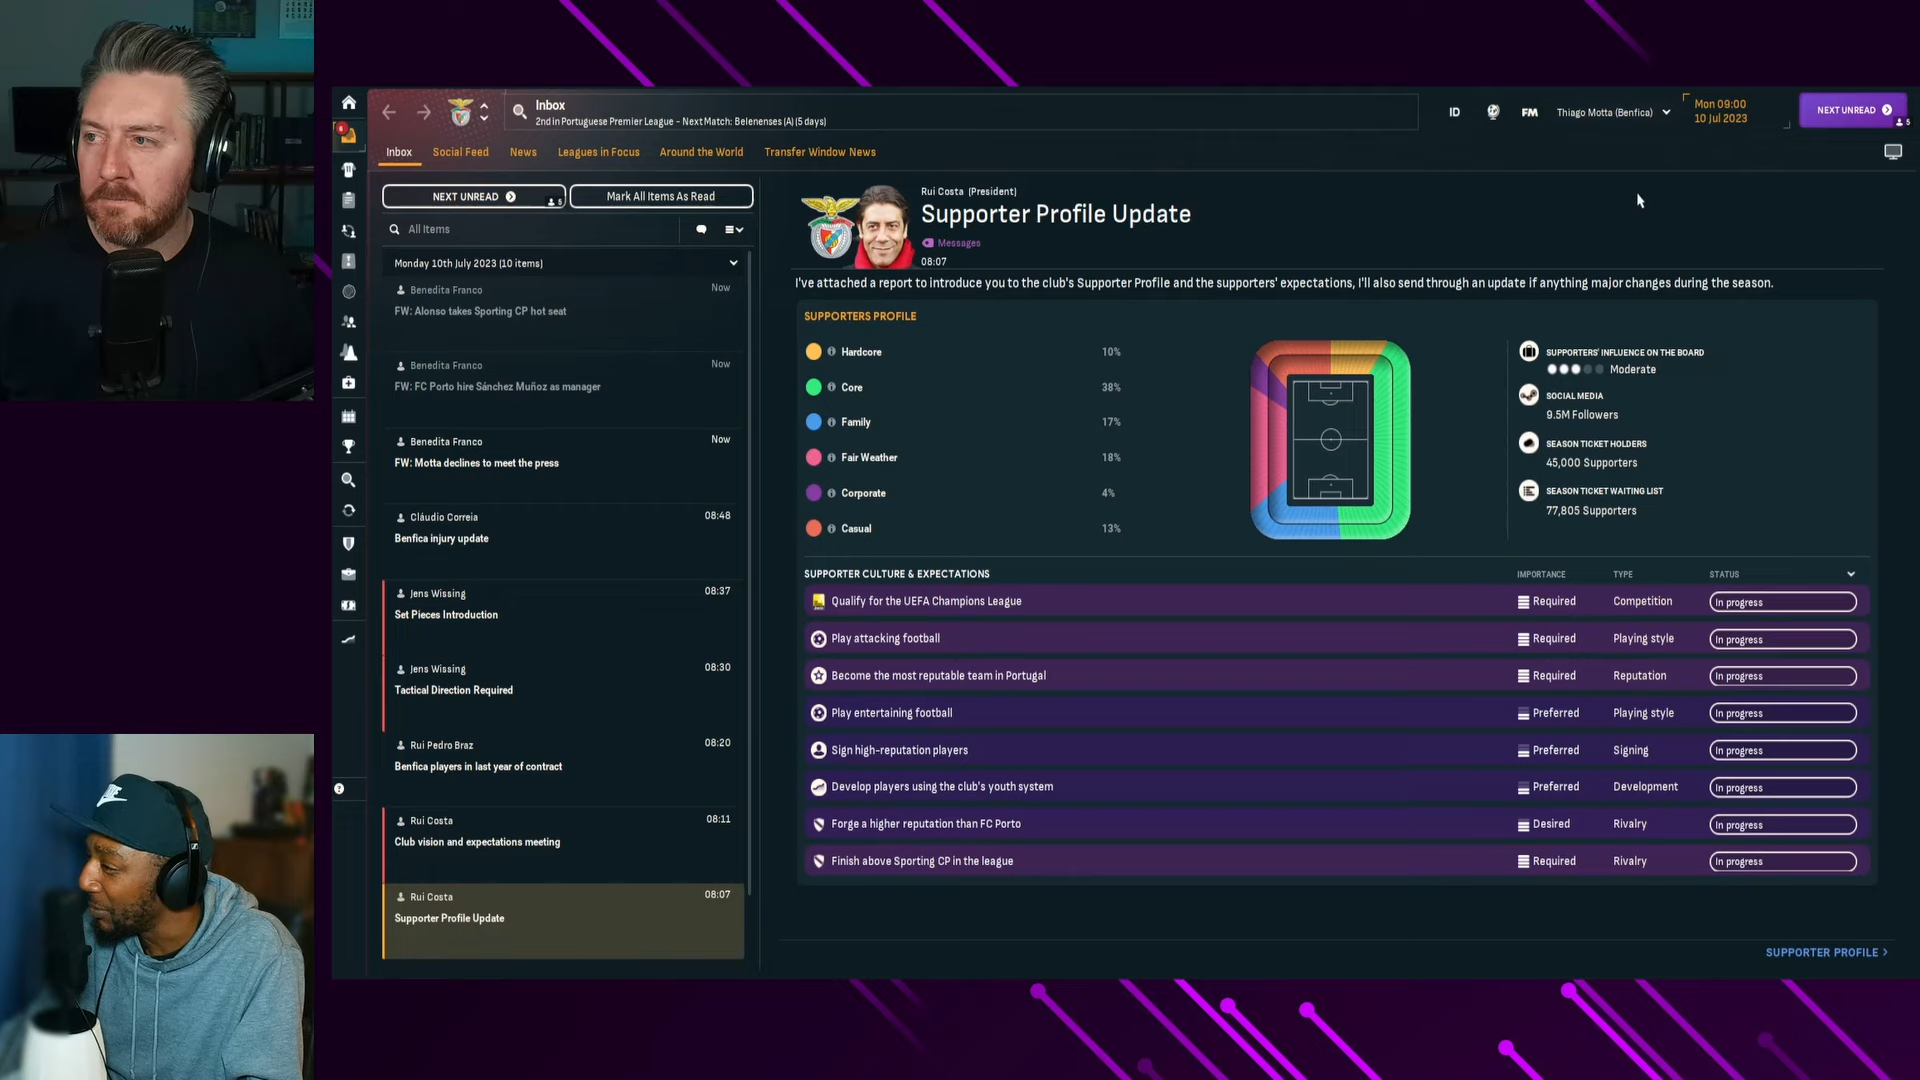 Inbox
2nd in Portuguese Premier League - Next Match: Belenenses (A) (5 days)
ID
FM
Thiago Motta (Benfica)
Mon 09:00
10 Jul 2023
NEXT UNREAD
5
6
Inbox
Social Feed
News
Leagues in Focus
Around the World
Transfer Window News
NEXT UNREAD
5
Mark All Items As Read
All Items
Monday 10th July 2023 (10 items)
Benedita Franco
Now
FW: Alonso takes Sporting CP hot seat
Benedita Franco
Now
FW: FC Porto hire Sánchez Muñoz as manager
Benedita Franco
Now
FW: Motta declines to meet the press
Cláudio Correia
08:48
Benfica injury update
Jens Wissing
08:37
Set Pieces Introduction
Jens Wissing
08:30
Tactical Direction Required
Rui Pedro Braz
08:20
Benfica players in last year of contract
Rui Costa
08:11
Club vision and expectations meeting
Rui Costa
08:07
Supporter Profile Update
Rui Costa (President)
Supporter Profile Update
Messages
08:07
I've attached a report to introduce you to the club's Supporter Profile and the supporters' expectations, I'll also send through an update if anything major changes during the season.
SUPPORTERS PROFILE
Hardcore 10%
Core 38%
Family 17%
Fair Weather 18%
Corporate 4%
Casual 13%
SUPPORTERS' INFLUENCE ON THE BOARD
Moderate
SOCIAL MEDIA
9.5M Followers
SEASON TICKET HOLDERS
45,000 Supporters
SEASON TICKET WAITING LIST
77,805 Supporters
SUPPORTER CULTURE & EXPECTATIONS IMPORTANCE TYPE STATUS
Qualify for the UEFA Champions League Required Competition In progress
Play attacking football Required Playing style In progress
Become the most reputable team in Portugal Required Reputation In progress
Play entertaining football Preferred Playing style In progress
Sign high-reputation players Preferred Signing In progress
Develop players using the club's youth system Preferred Development In progress
Forge a higher reputation than FC Porto Desired Rivalry In progress
Finish above Sporting CP in the league Required Rivalry In progress
SUPPORTER PROFILE >